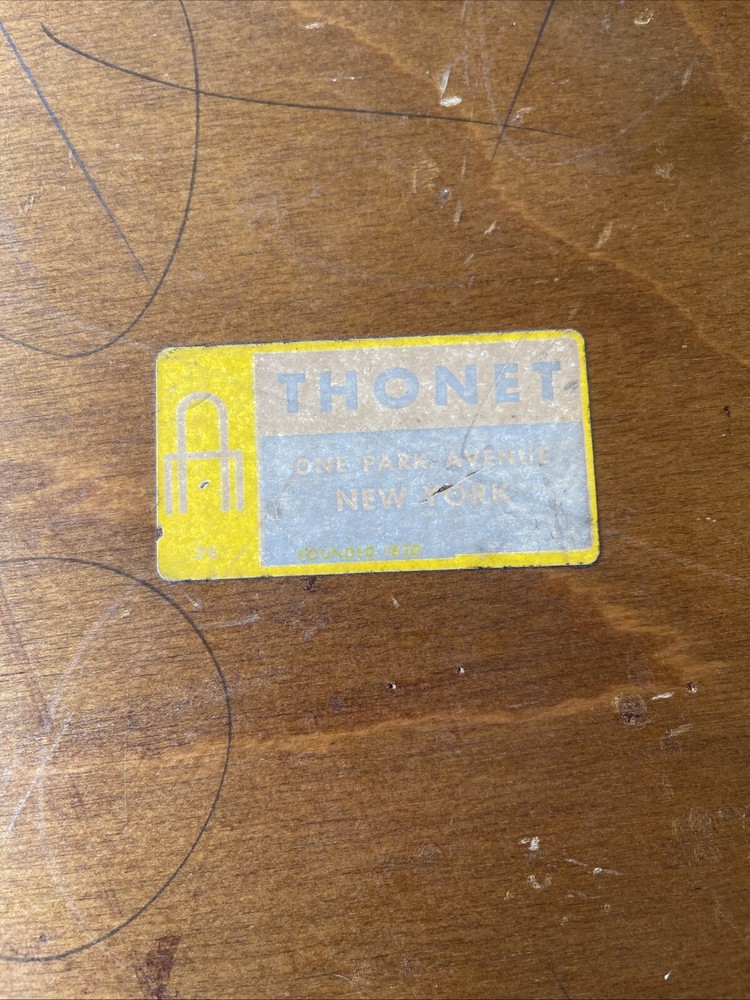 THONET
ONE PARK AVENUE
NEW YORK
FOUNDED 1830